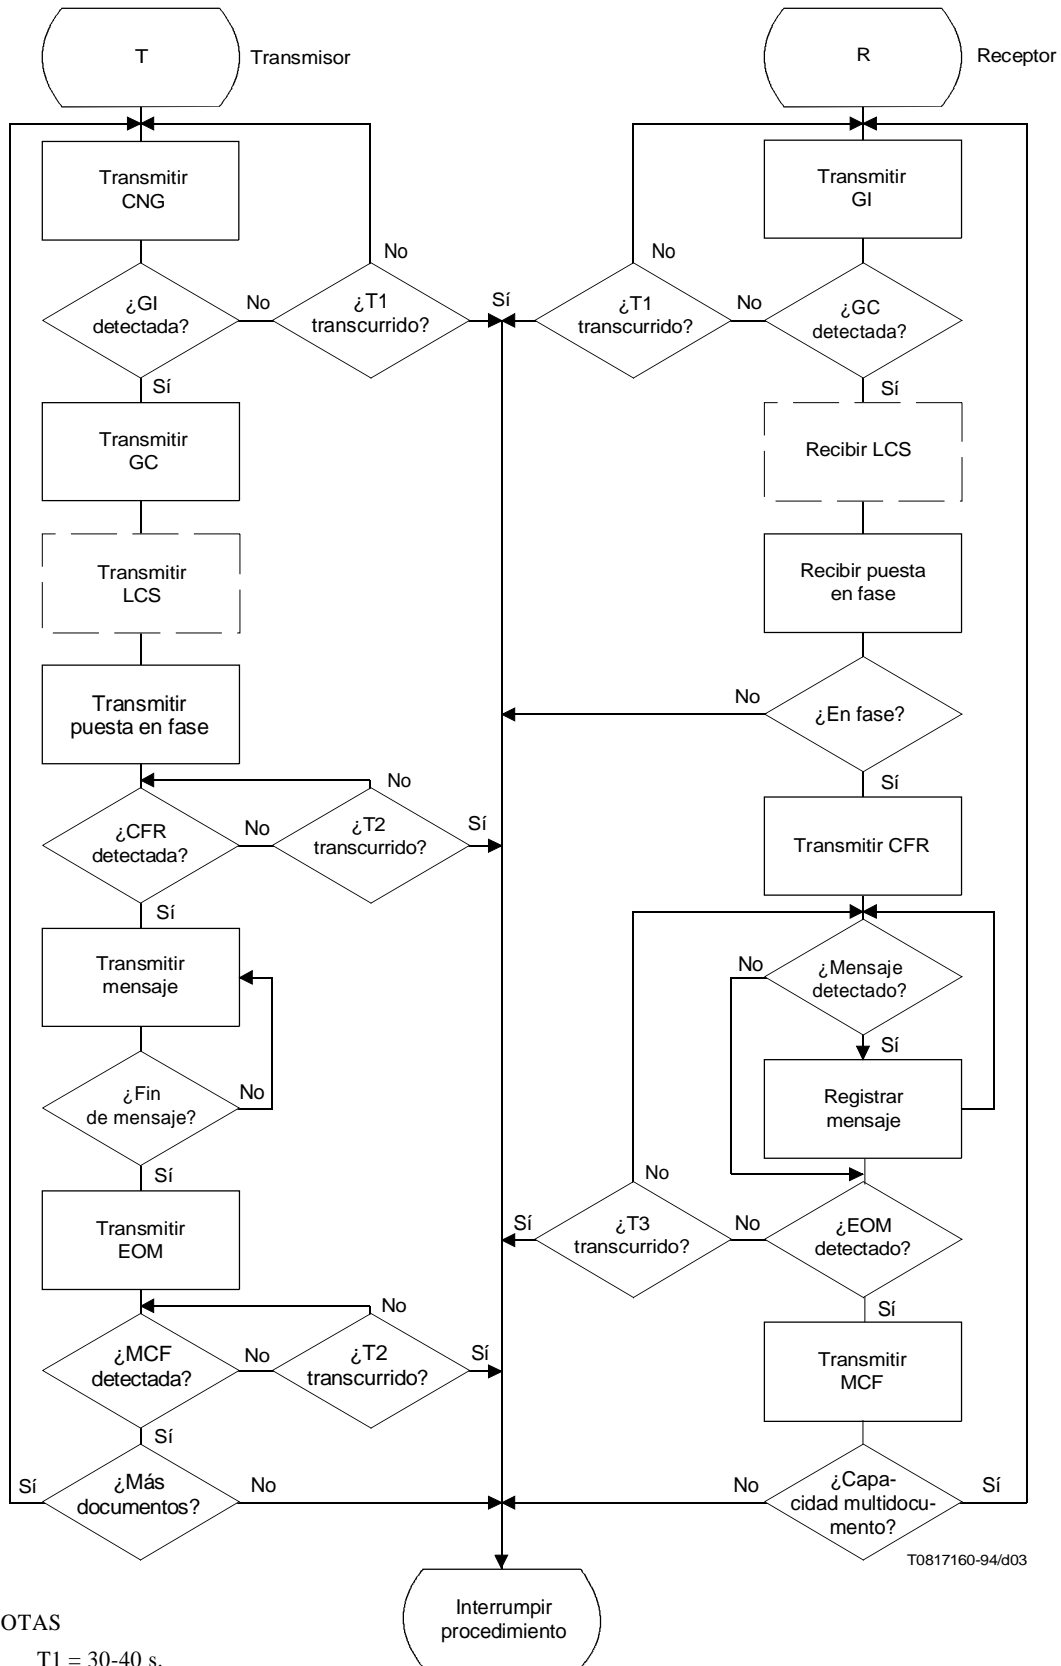 T
Transmisor
R
Receptor
Transmitir
CNG
Transmitir
GI
No
No
¿GI
detectada?
No
¿T1
transcurrido?
Sí
¿T1
transcurrido?
No
¿GC
detectada?
Sí
Sí
Transmitir
GC
Recibir LCS
Transmitir
LCS
Recibir puesta
en fase
Transmitir
puesta en fase
No
¿En fase?
No
Sí
¿CFR
detectada?
No
¿T2
transcurrido?
Sí
Transmitir CFR
Sí
Transmitir
mensaje
No
¿Mensaje
detectado?
Sí
¿Fin
de mensaje?
No
Registrar
mensaje
Sí
No
Transmitir
EOM
Sí
¿T3
transcurrido?
No
¿EOM
detectado?
No
Sí
¿MCF
detectada?
No
¿T2
transcurrido?
Sí
Transmitir
MCF
Sí
Sí
¿Más
documentos?
No
No
¿Capa-
cidad multidocu-
mento?
Sí
T0817160-94/d03
Interrumpir
procedimiento
OTAS
T1 = 30-40 s.